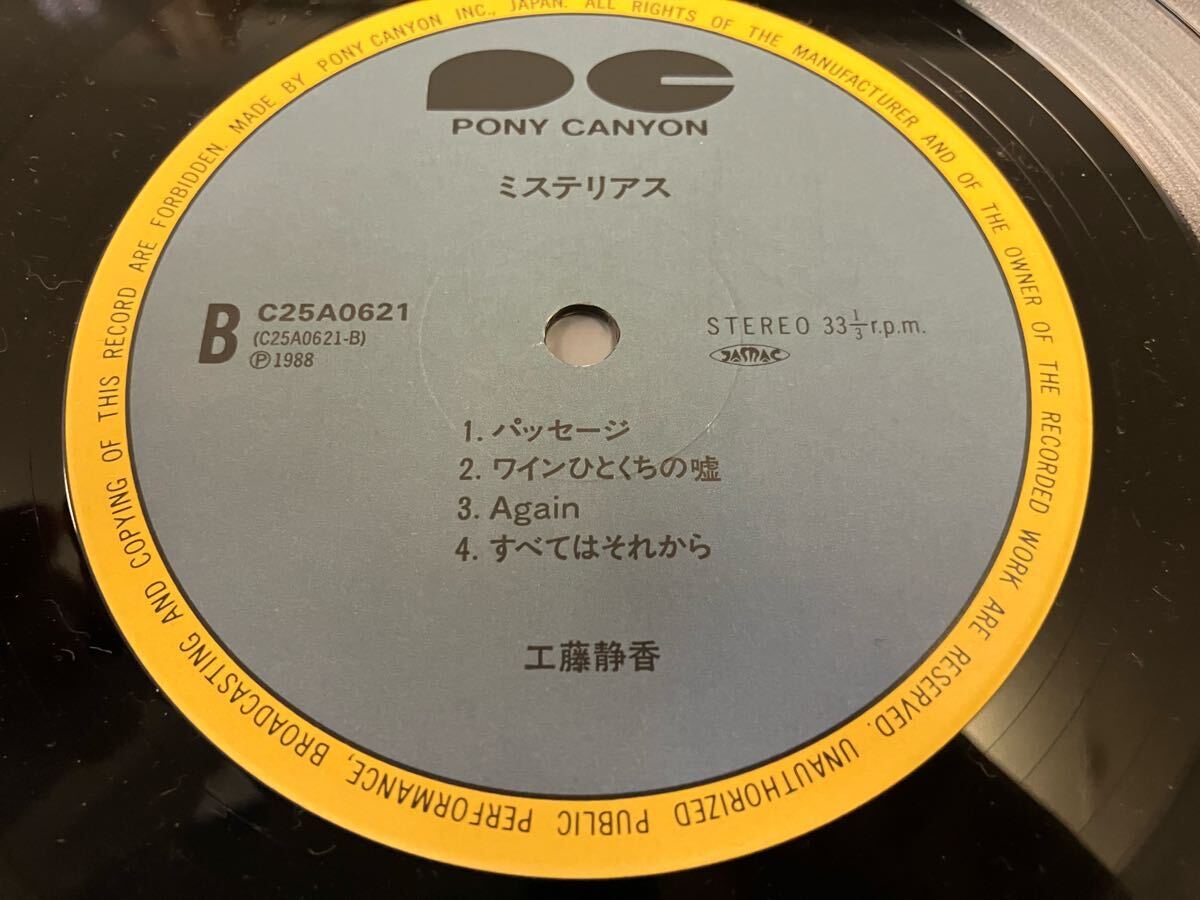 PONY CANYON
ミステリアス
B
C25A0621
(C25A0621-B)
Ⓟ1988
STEREO 33 1/3 r.p.m.
JASRAC
1. パッセージ
2. ワインひとくちの嘘
3. Again
4. すべてはそれから
工藤静香
MADE BY PONY CANYON INC., JAPAN. ALL RIGHTS OF THE MANUFACTURER AND OF THE OWNER OF THE RECORDED WORK ARE RESERVED. UNAUTHORIZED PUBLIC PERFORMANCE, BROADCASTING AND COPYING OF THIS RECORD ARE FORBIDDEN.